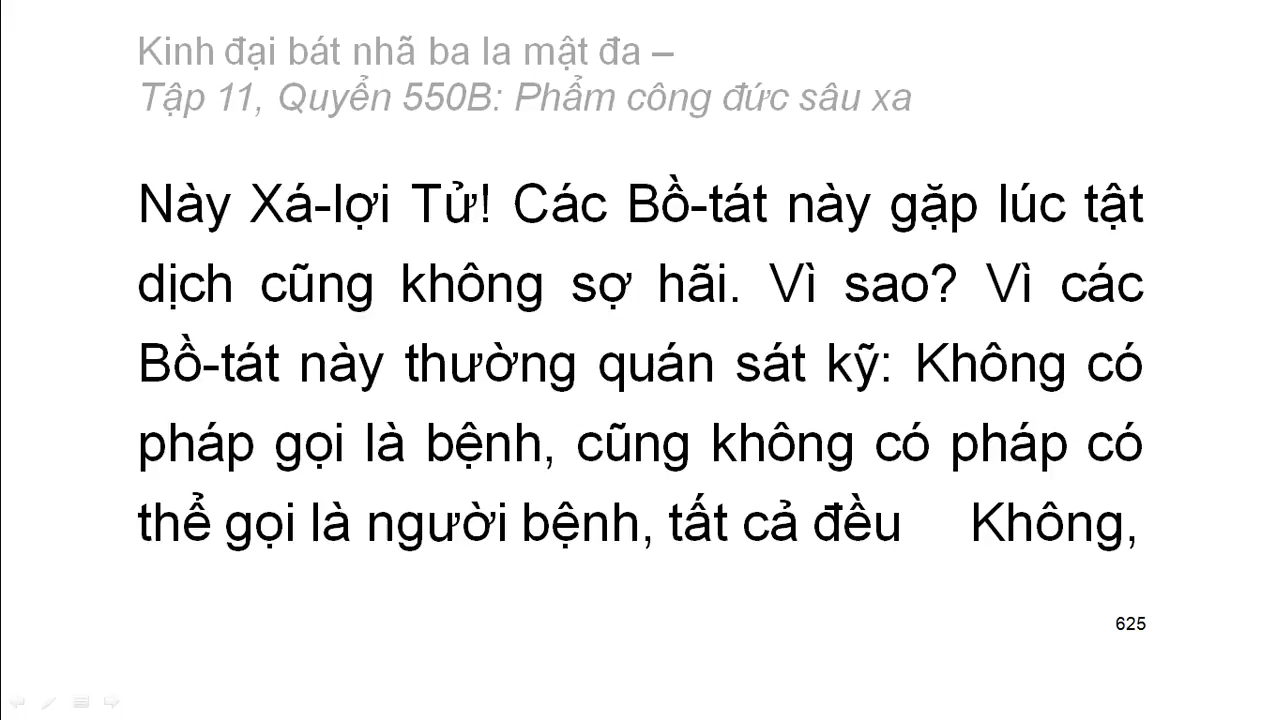 Kinh đại bát nhã ba la mật đa –
Tập 11, Quyển 550B: Phẩm công đức sâu xa
Này Xá-lợi Tử! Các Bồ-tát này gặp lúc tật
dịch cũng không sợ hãi. Vì sao? Vì các
Bồ-tát này thường quán sát kỹ: Không có
pháp gọi là bệnh, cũng không có pháp có
thể gọi là người bệnh, tất cả đều Không,
625